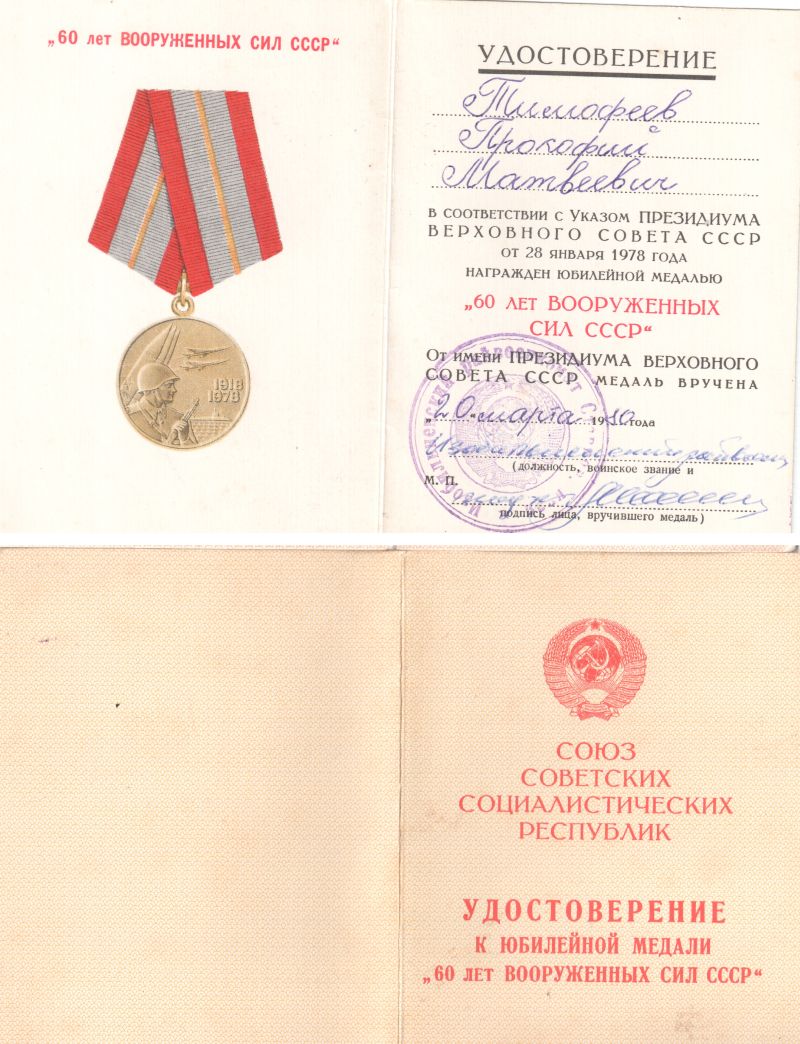 „60 лет ВООРУЖЕННЫХ СИЛ СССР“
1918
1978
УДОСТОВЕРЕНИЕ
Тимофеев
Прокофий
Матвеевич
В СООТВЕТСТВИИ С УКАЗОМ ПРЕЗИДИУМА
ВЕРХОВНОГО СОВЕТА СССР
ОТ 28 ЯНВАРЯ 1978 ГОДА
НАГРАЖДЕН ЮБИЛЕЙНОЙ МЕДАЛЬЮ
„60 ЛЕТ ВООРУЖЕННЫХ
СИЛ СССР“
ОТ ИМЕНИ ПРЕЗИДИУМА ВЕРХОВНОГО
СОВЕТА СССР МЕДАЛЬ ВРУЧЕНА
„20“ марта 1980 года
(должность, воинское звание и
М. П.
подпись лица, вручившего медаль)
СОЮЗ
СОВЕТСКИХ
СОЦИАЛИСТИЧЕСКИХ
РЕСПУБЛИК
УДОСТОВЕРЕНИЕ
К ЮБИЛЕЙНОЙ МЕДАЛИ
„60 ЛЕТ ВООРУЖЕННЫХ СИЛ СССР“